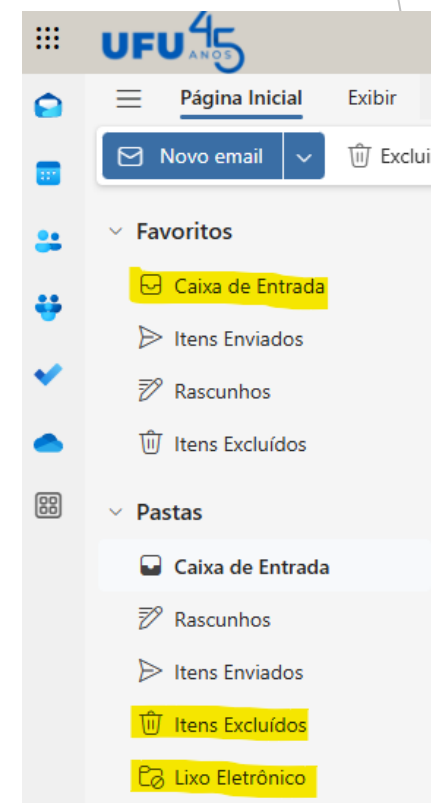 UFU 45
ANOS
Página Inicial Exibir
Novo email Exclui
Favoritos
Caixa de Entrada
Itens Enviados
Rascunhos
Itens Excluídos
Pastas
Caixa de Entrada
Rascunhos
Itens Enviados
Itens Excluídos
Lixo Eletrônico